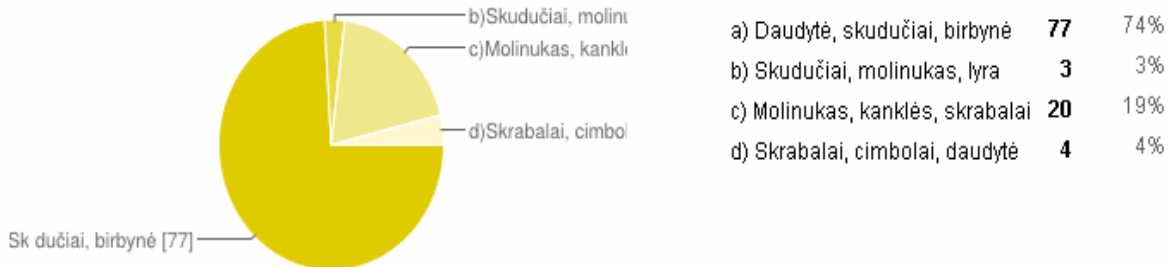 b)Skudučiai, molinu
c)Molinukas, kankl
d)Skrabalai, cimbol
Sk dučiai, birbynė [77]
a) Daudytė, skudučiai, birbynė 77 74%
b) Skudučiai, molinukas, lyra 3 3%
c) Molinukas, kanklės, skrabalai 20 19%
d) Skrabalai, cimbolai, daudytė 4 4%